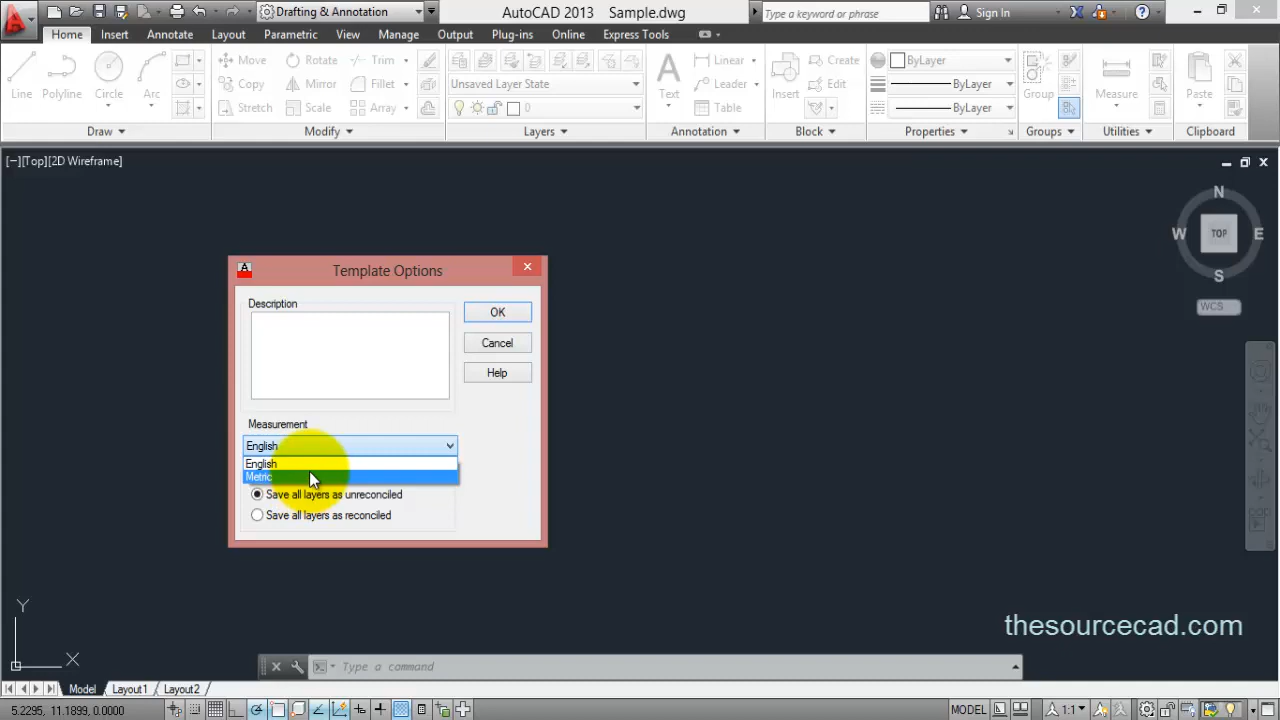 Drafting & Annotation
AutoCAD 2013 Sample.dwg
Type a keyword or phrase
Sign In
Home Insert Annotate Layout Parametric View Manage Output Plug-ins Online Express Tools
Line Polyline Circle Arc
Move Rotate Trim
Copy Mirror Fillet
Stretch Scale Array
Unsaved Layer State
0
Text
Linear
Leader
Table
Insert
Create
Edit
ByLayer
ByLayer
ByLayer
Group
Measure
Paste
Draw Modify Layers Annotation Block Properties Groups Utilities Clipboard
[−][Top][2D Wireframe]
N
W TOP E
S
WCS
Template Options
Description
OK
Cancel
Help
Measurement
English
English
Metric
Save all layers as unreconciled
Save all layers as reconciled
thesourcecad.com
Y
X
Type a command
Model Layout1 Layout2
5.2295, 11.1899, 0.0000
MODEL
1:1